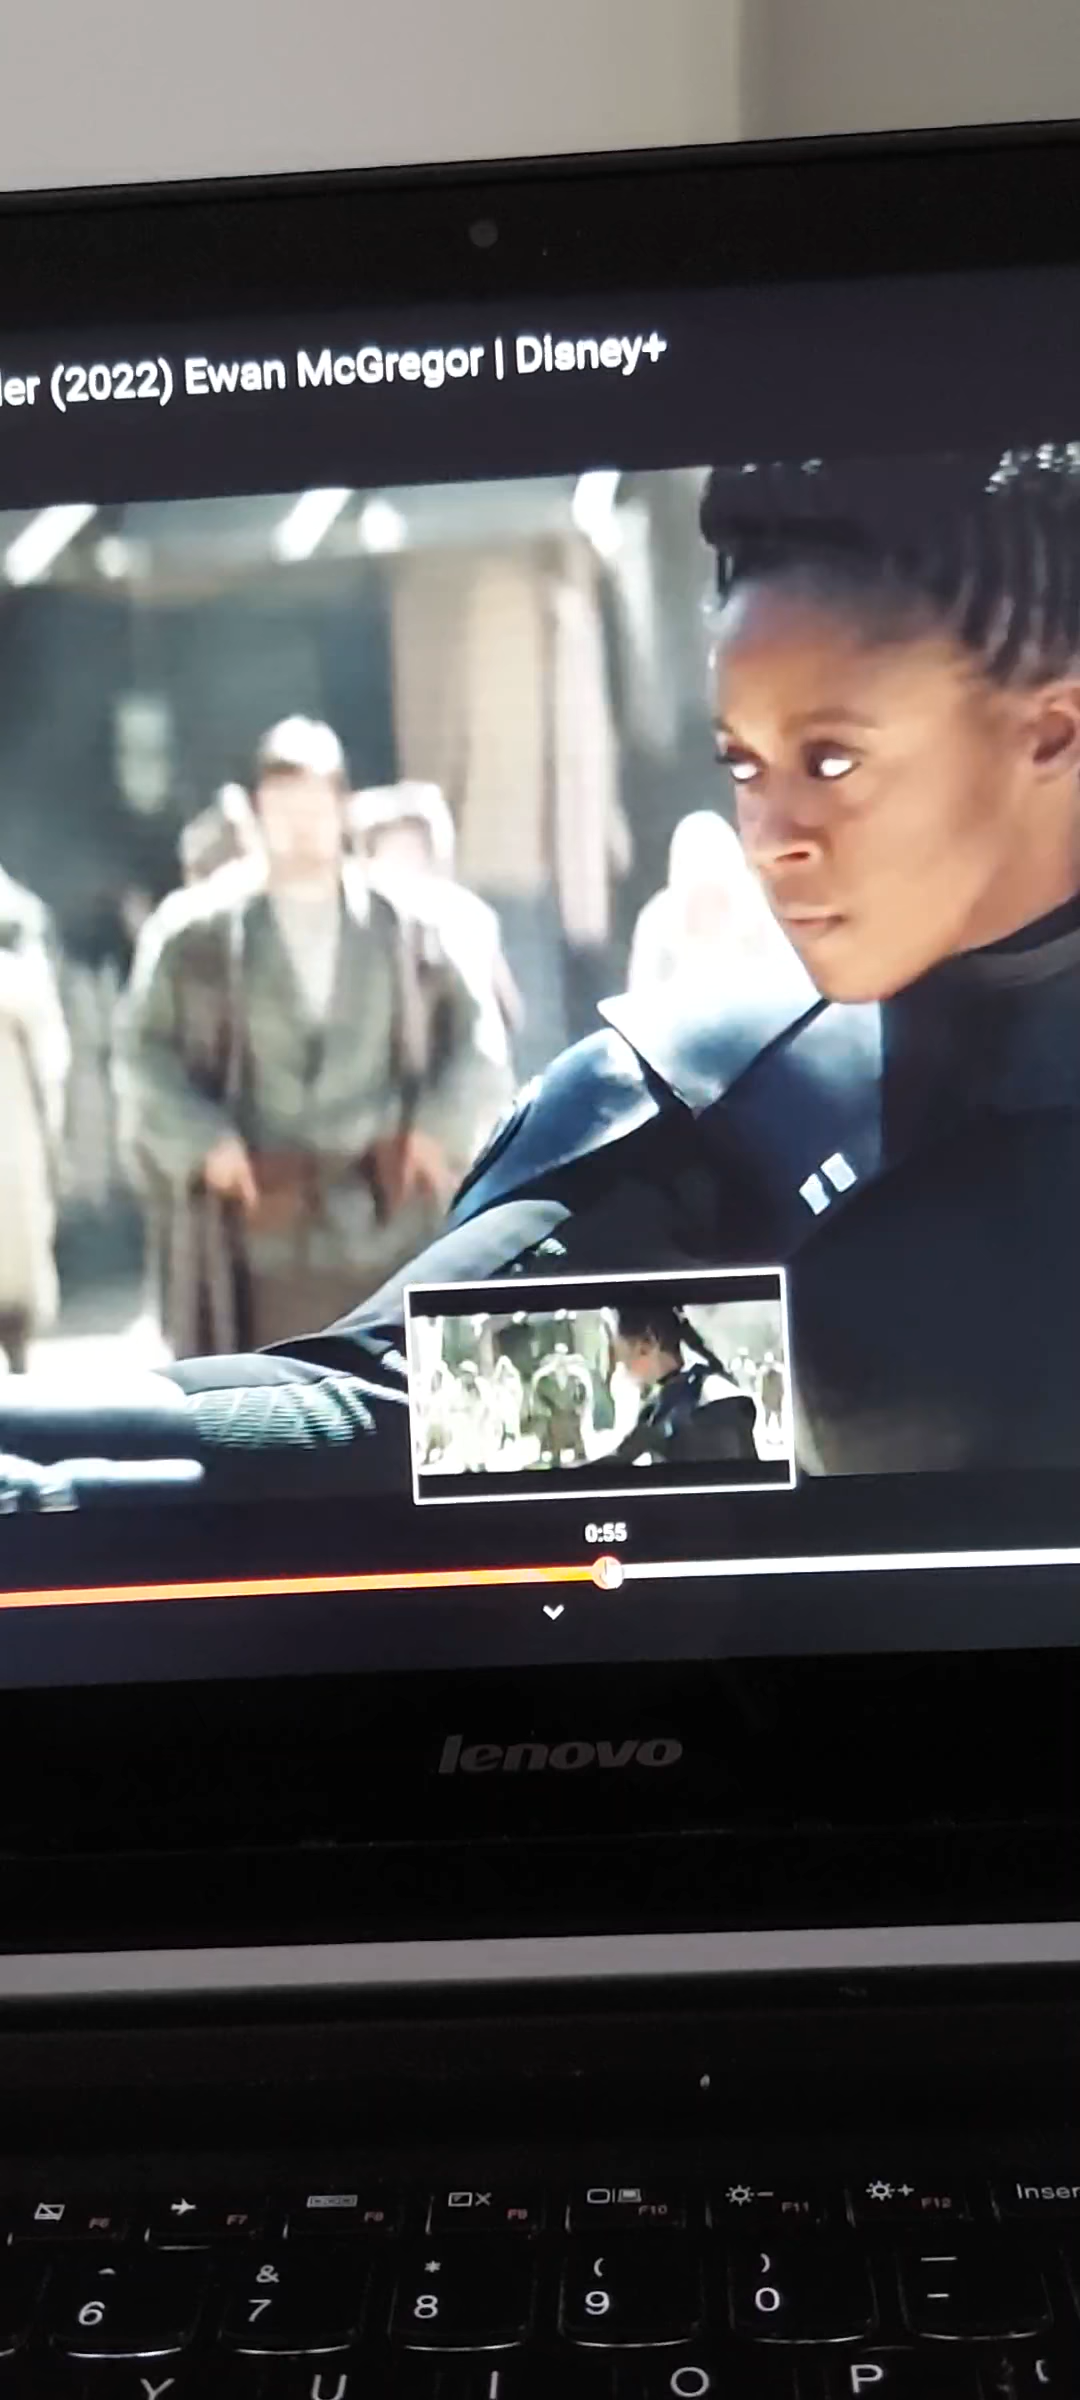 ler (2022) Ewan McGregor | Disney+
0:55
lenovo
F6 F7 F8 F9 F10 F11 F12 Inser
^ & * ( ) —
6 7 8 9 0 -
Y U I O P {